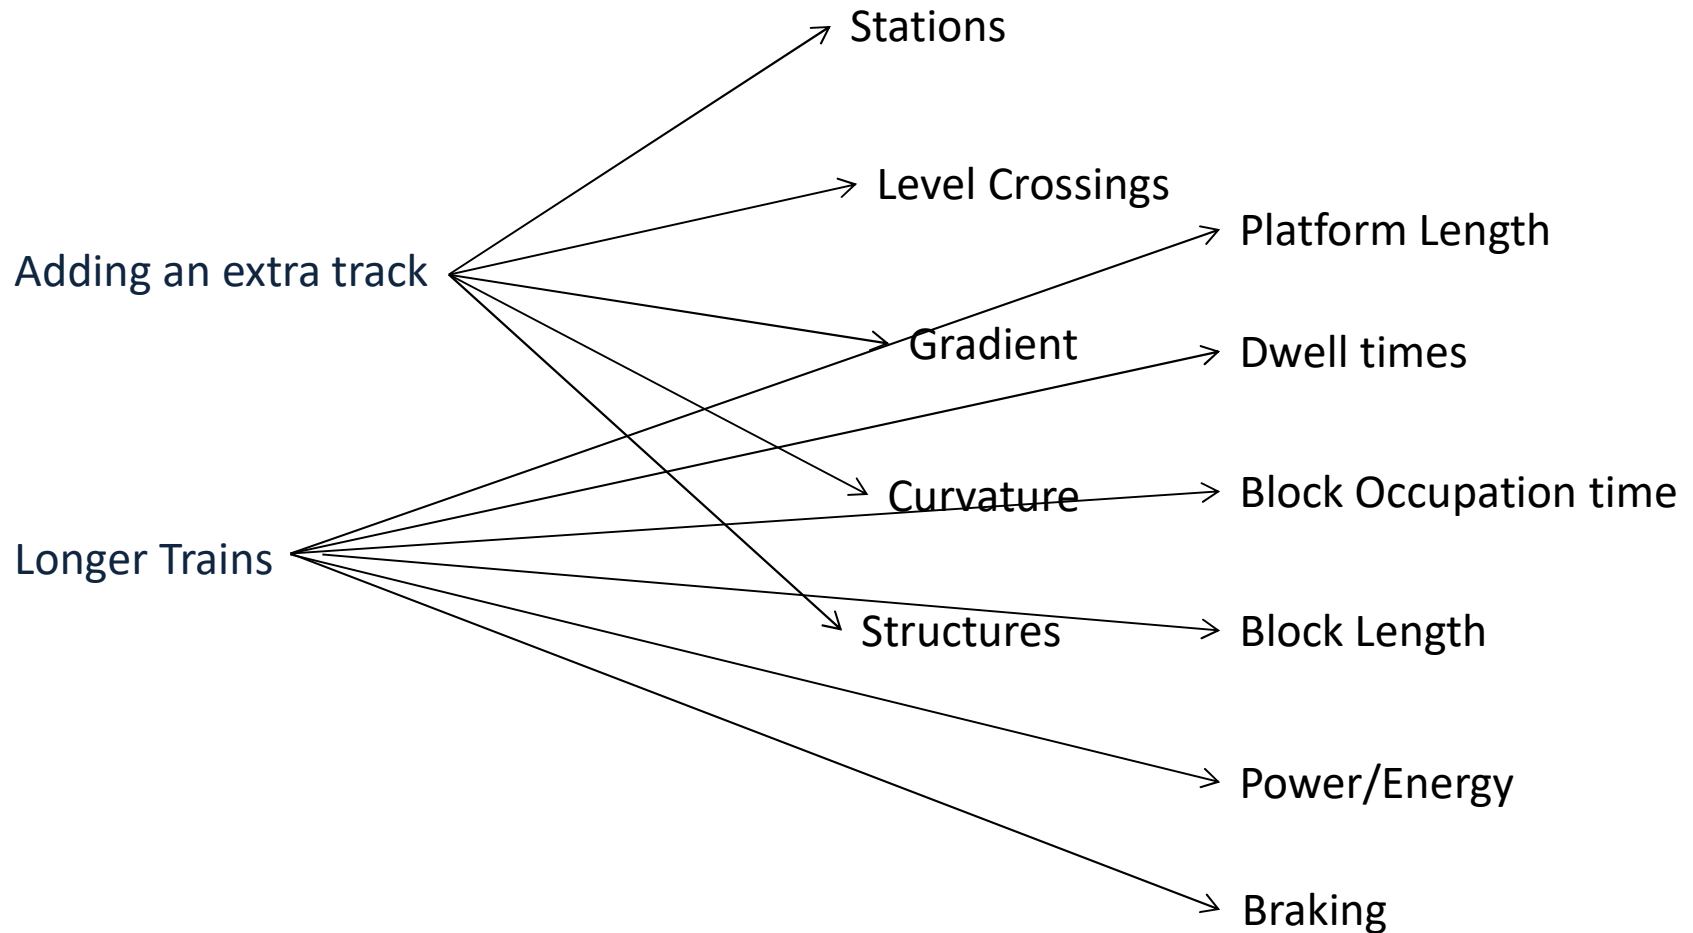 Stations
Level Crossings
Platform Length
Adding an extra track
Gradient
Dwell times
Curvature
Block Occupation time
Longer Trains
Structures
Block Length
Power/Energy
Braking